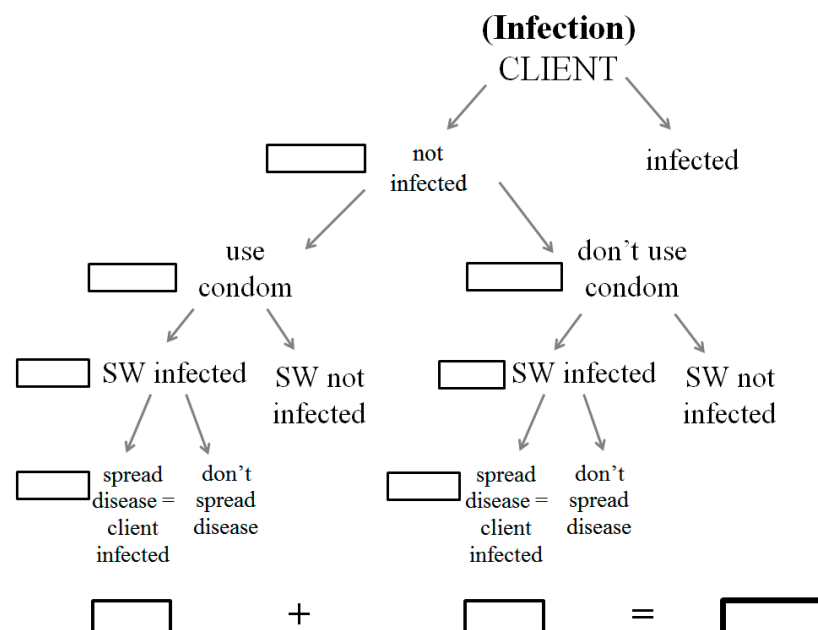 (Infection)
CLIENT
not
infected
infected
use
condom
don't use
condom
SW infected
SW not
infected
SW infected
SW not
infected
spread
disease =
client
infected
don't
spread
disease
spread
disease =
client
infected
don't
spread
disease
+
=